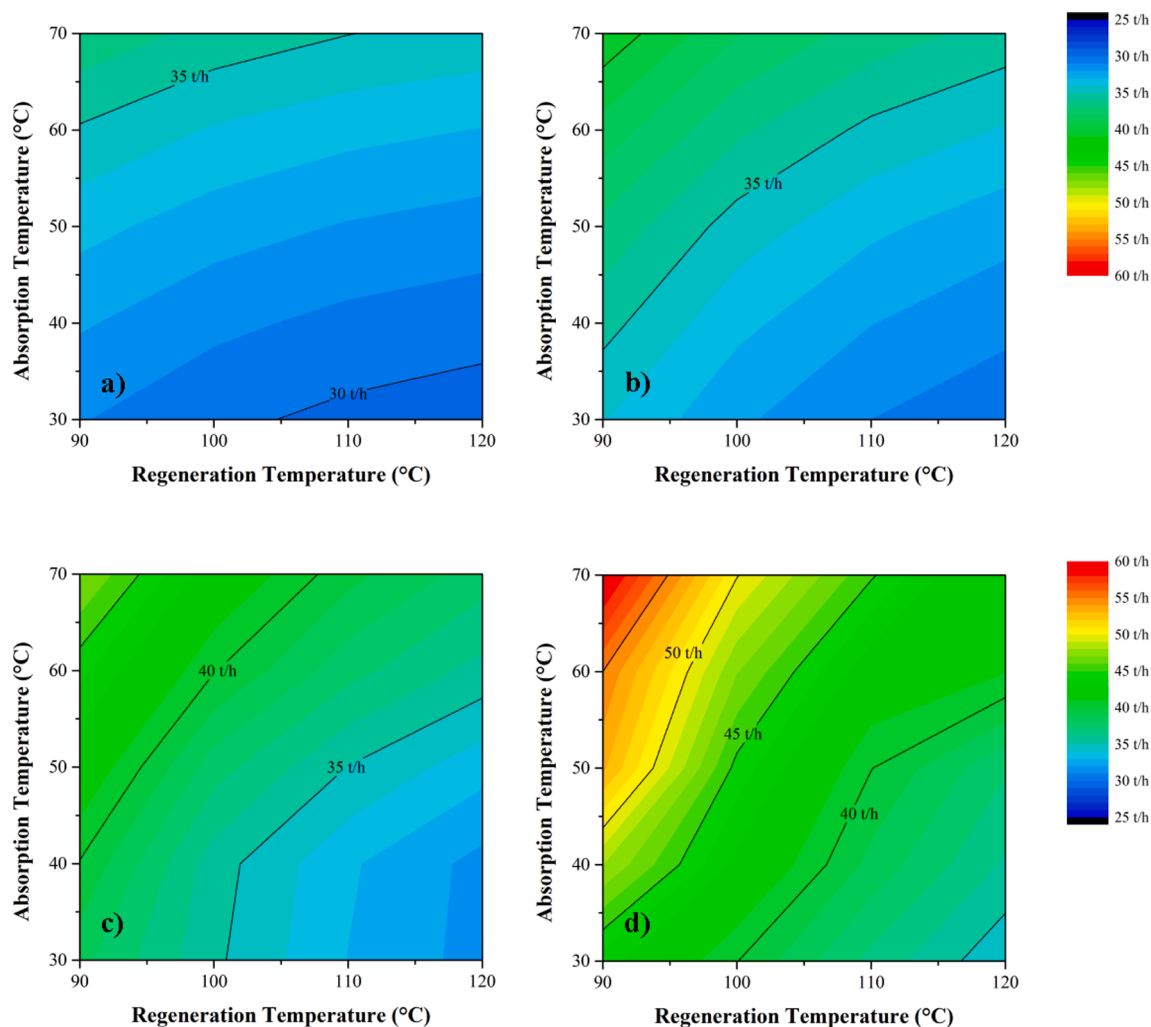 70
60
50
40
30
Absorption Temperature (°C)
35 t/h
30 t/h
a)
90
100
110
120
Regeneration Temperature (°C)
70
60
50
40
30
Absorption Temperature (°C)
35 t/h
b)
90
100
110
120
Regeneration Temperature (°C)
25 t/h
30 t/h
35 t/h
40 t/h
45 t/h
50 t/h
55 t/h
60 t/h
70
60
50
40
30
Absorption Temperature (°C)
40 t/h
35 t/h
c)
90
100
110
120
Regeneration Temperature (°C)
70
60
50
40
30
Absorption Temperature (°C)
50 t/h
45 t/h
40 t/h
d)
90
100
110
120
Regeneration Temperature (°C)
60 t/h
55 t/h
50 t/h
45 t/h
40 t/h
35 t/h
30 t/h
25 t/h